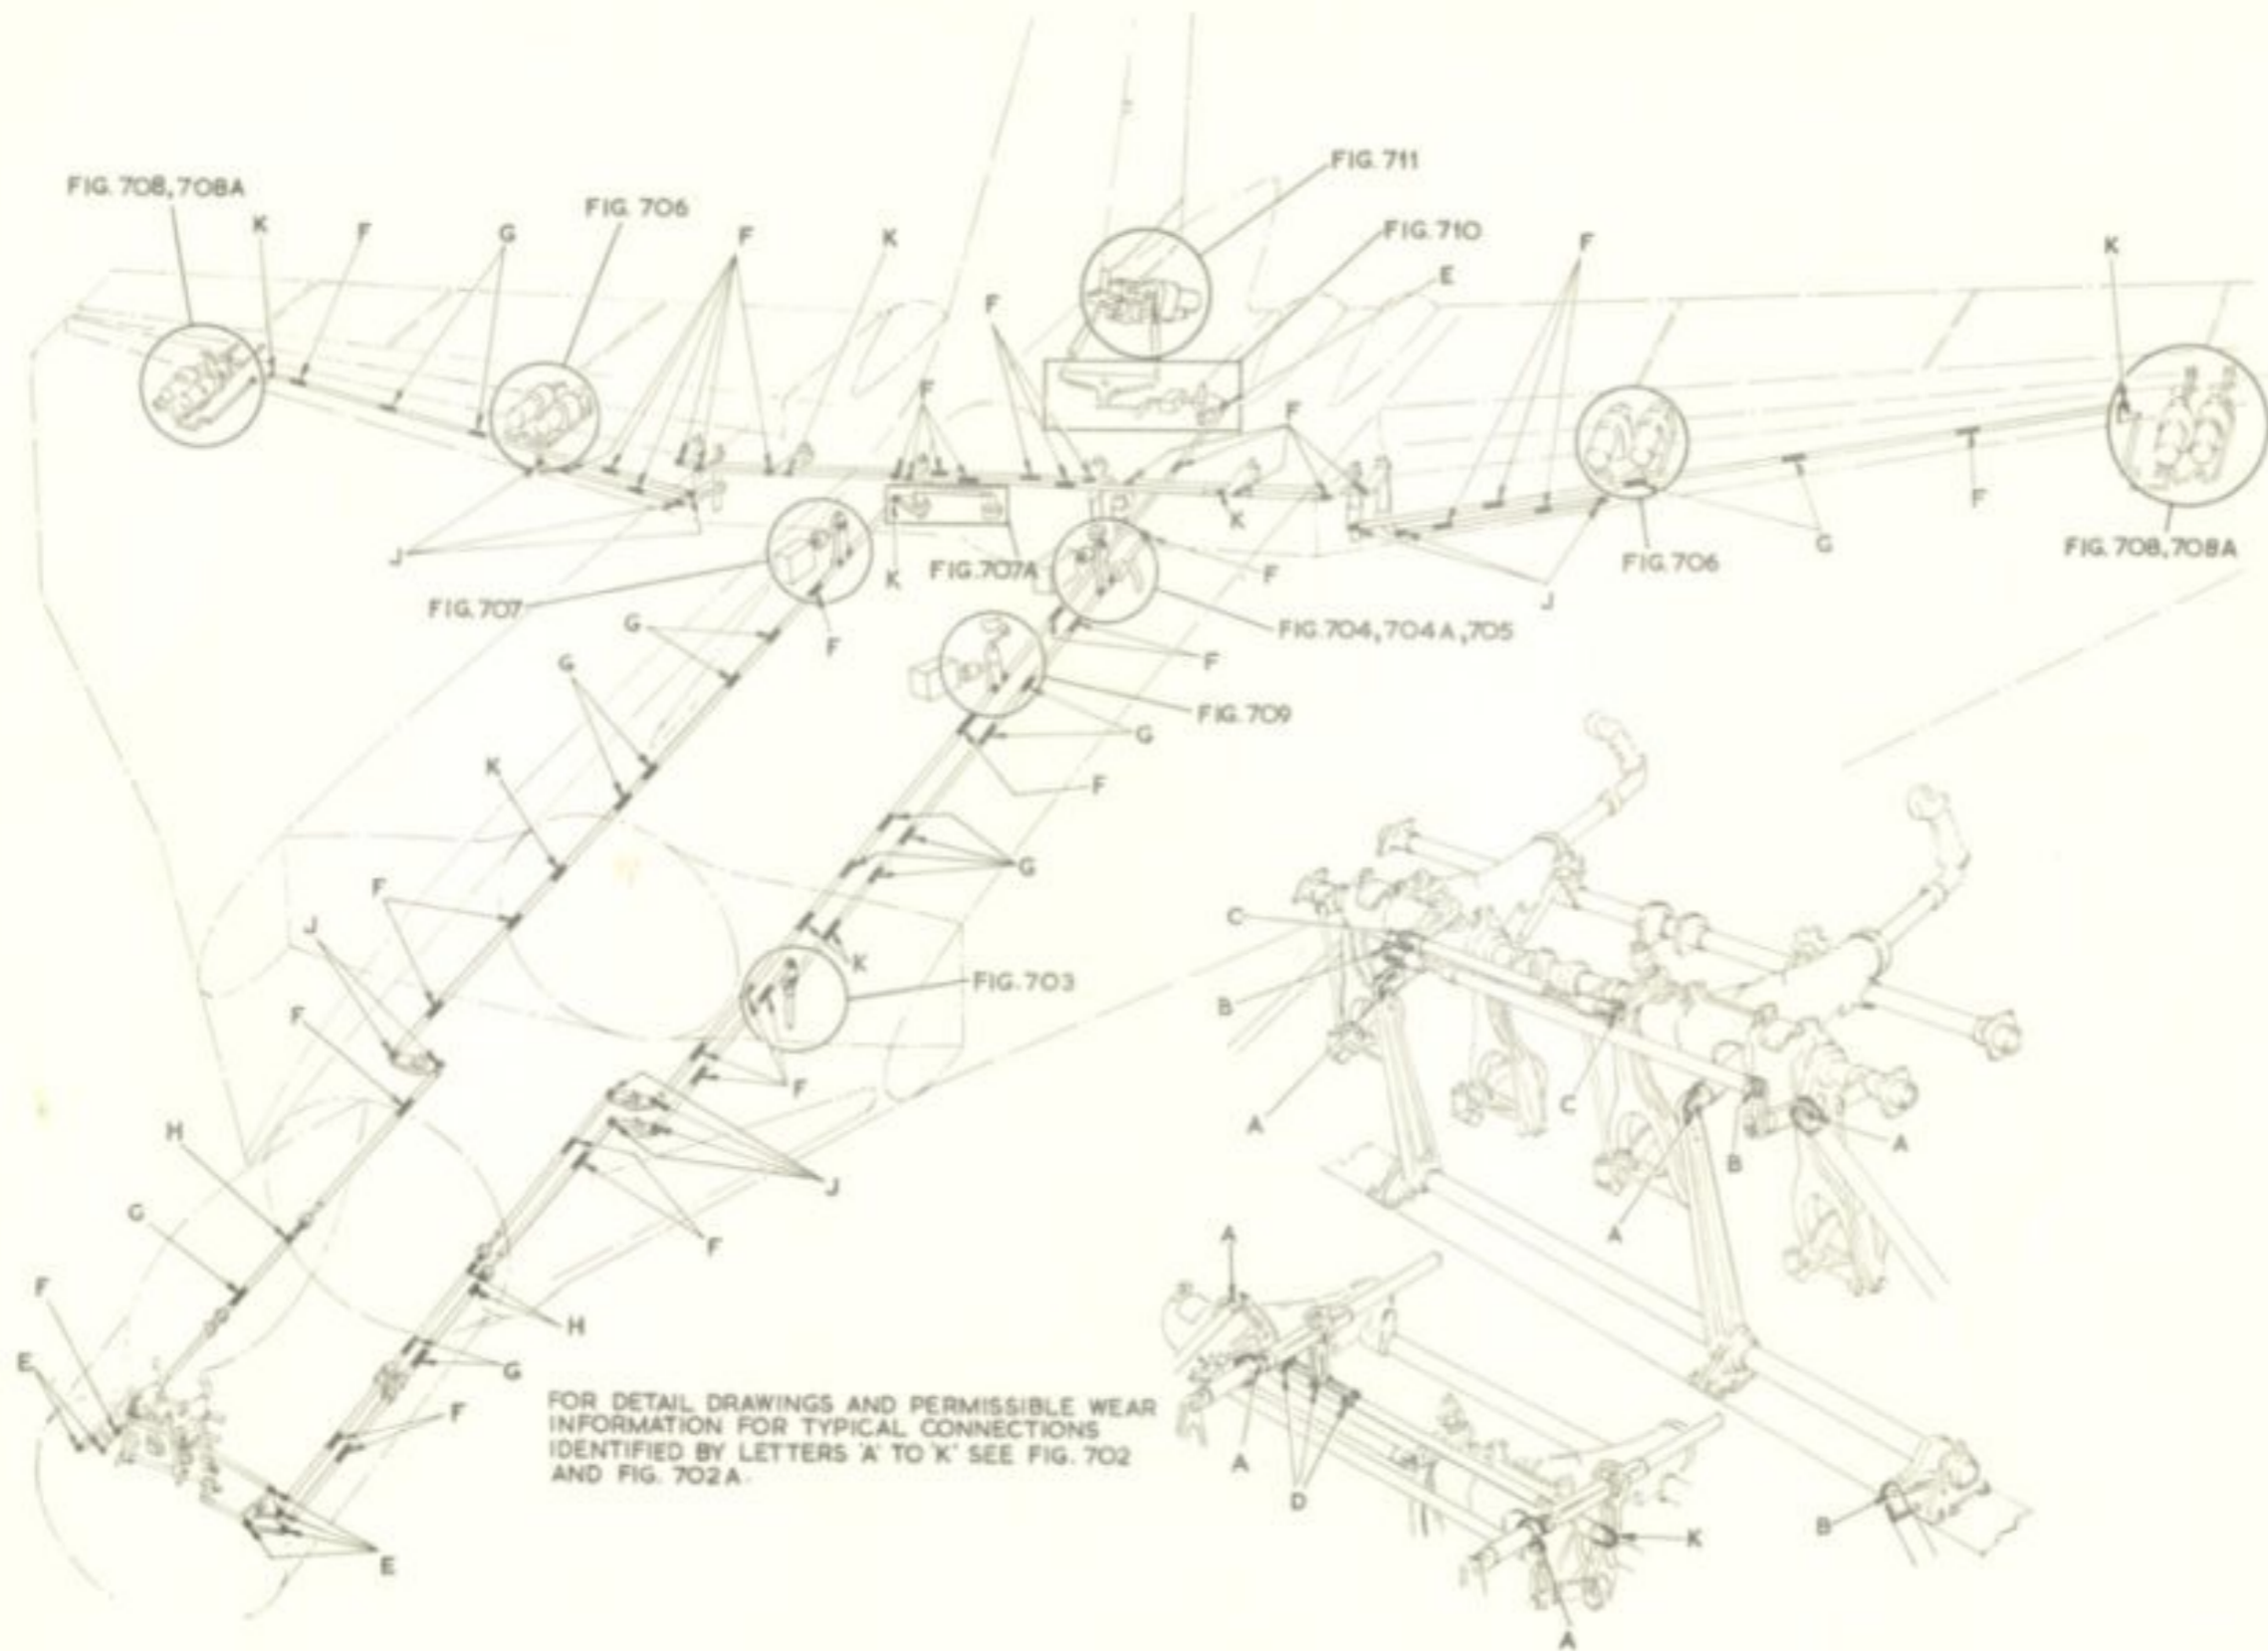 FIG. 711
FIG. 708, 708A
FIG. 706
K
F
G
F
K
FIG. 710
F
K
E
F
F
F
J
K
FIG. 707A
K
F
J
FIG. 706
G
F
FIG. 708, 708A
FIG. 707
G
F
FIG. 704, 704A, 705
F
G
FIG. 709
G
K
F
G
F
J
K
C
FIG. 703
B
F
F
A
C
A
H
B
J
G
F
A
A
F
H
E
G
FOR DETAIL DRAWINGS AND PERMISSIBLE WEAR
INFORMATION FOR TYPICAL CONNECTIONS
IDENTIFIED BY LETTERS 'A' TO 'K' SEE FIG. 702
AND FIG. 702A.
F
A
D
B
K
E
A